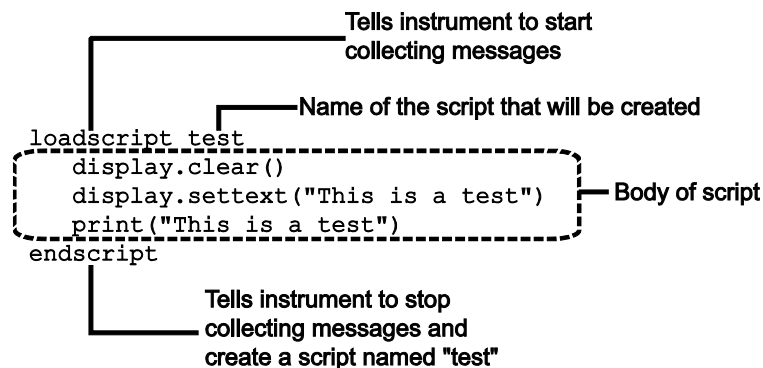 Tells instrument to start
collecting messages
Name of the script that will be created
loadscript test
display.clear()
display.settext("This is a test")
print("This is a test")
Body of script
endscript
Tells instrument to stop
collecting messages and
create a script named "test"